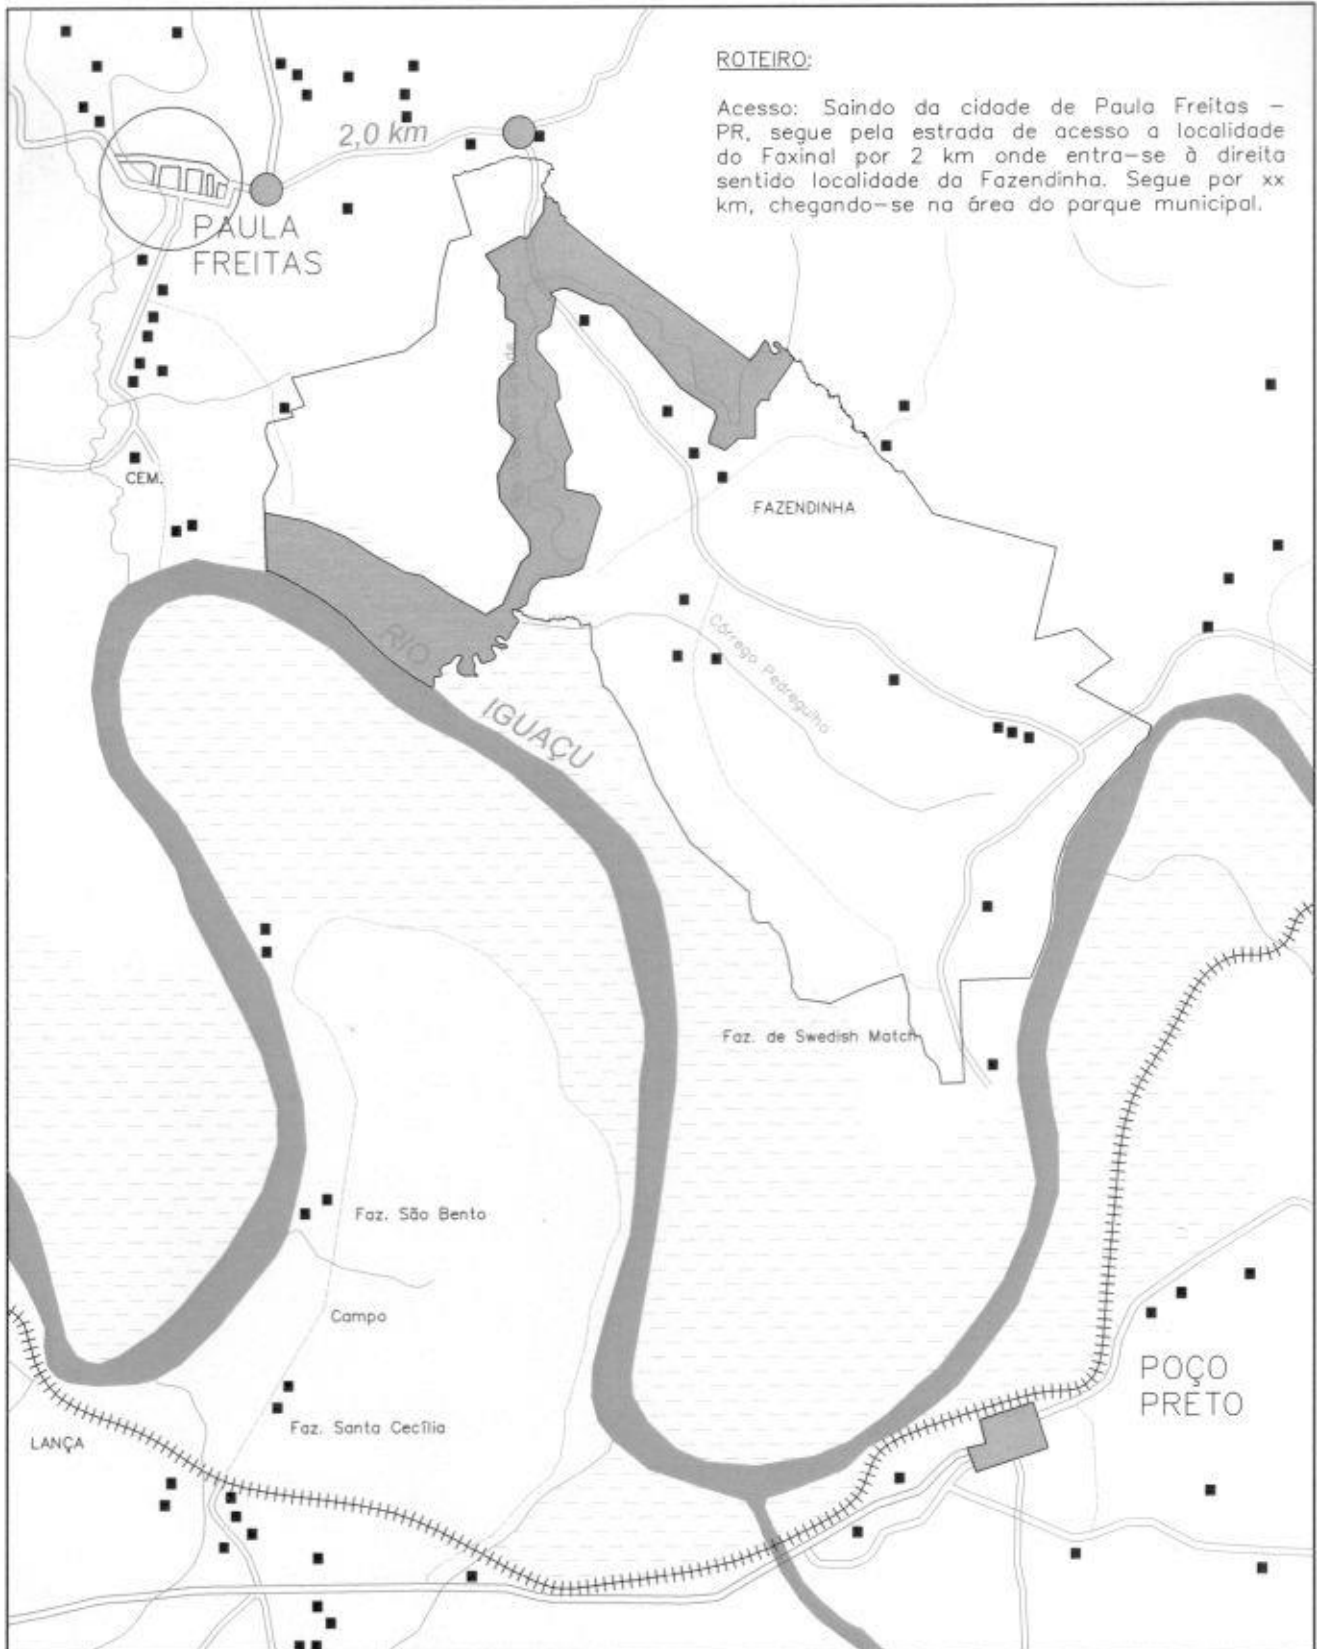 ROTEIRO:
Acesso: Saindo da cidade de Paula Freitas –
PR, segue pela estrada de acesso a localidade
do Faxinal por 2 km onde entra-se à direita
sentido localidade da Fazendinha. Segue por xx
km, chegando-se na área do parque municipal.
2,0 km
PAULA
FREITAS
de
CEM.
FAZENDINHA
Córrego Pedregulho
RIO
IGUAÇU
Faz. de Swedish Match
Faz. São Bento
Campo
POÇO
PRETO
Faz. Santa Cecília
LANÇA